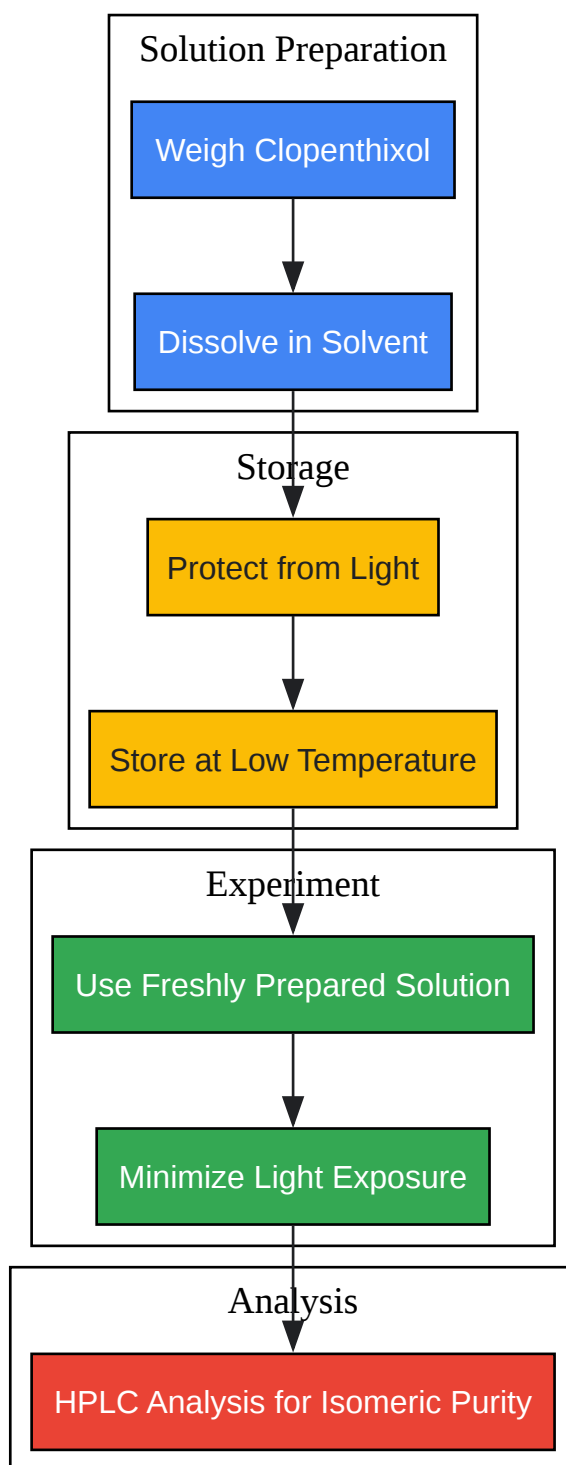 Solution Preparation
Weigh Clopenthixol
Dissolve in Solvent
Storage
Protect from Light
Store at Low Temperature
Experiment
Use Freshly Prepared Solution
Minimize Light Exposure
Analysis
HPLC Analysis for Isomeric Purity